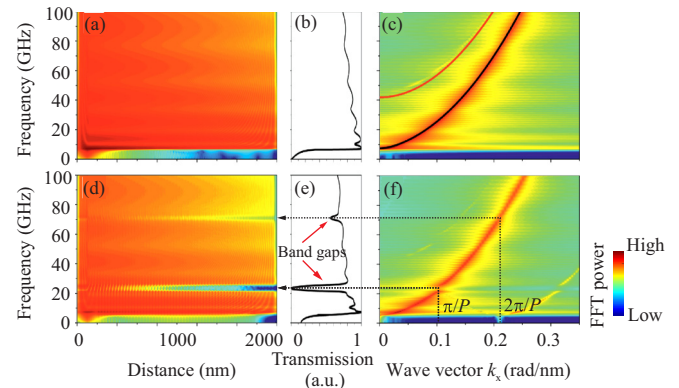 (a)
(b)
(c)
Frequency (GHz)
100
80
60
40
20
0
Frequency (GHz)
100
80
60
40
20
0
(d)
(e)
(f)
Band gaps
π/P
2π/P
High
Low
FFT power
0 1000 2000
0 1
0 0.1 0.2 0.3
Distance (nm)
Transmission
(a.u.)
Wave vector kx (rad/nm)